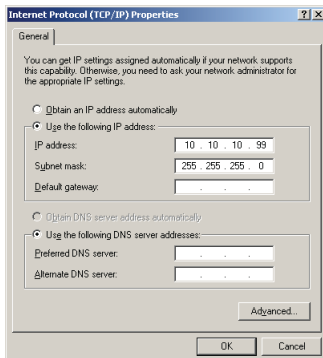 Internet Protocol (TCP/IP) Properties
General
You can get IP settings assigned automatically if your network supports
this capability. Otherwise, you need to ask your network administrator for
the appropriate IP settings.
Obtain an IP address automatically
Use the following IP address:
IP address: 10 . 10 . 10 . 99
Subnet mask: 255 . 255 . 255 . 0
Default gateway: . . .
Obtain DNS server address automatically
Use the following DNS server addresses:
Preferred DNS server: . . .
Alternate DNS server: . . .
Advanced...
OK Cancel